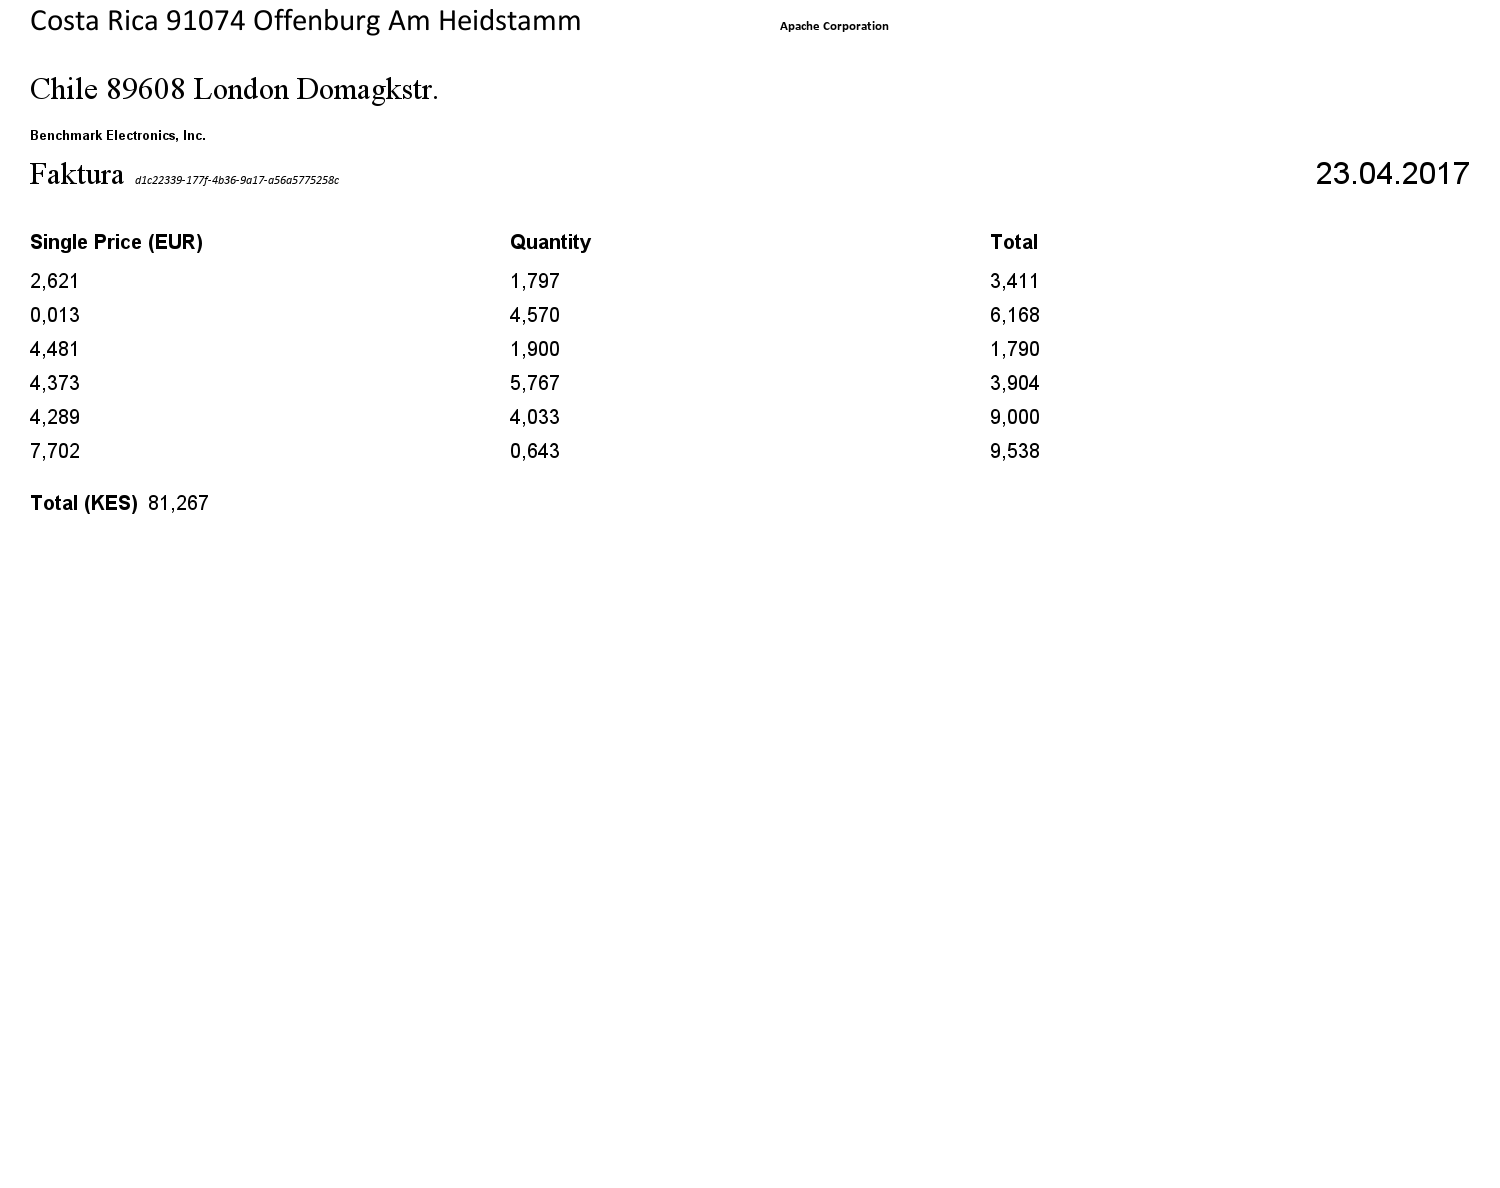 Costa Rica 91074 Offenburg Am Heidstamm Apache Corporation
Chile 89608 London Domagkstr.
Benchmark Electronics, Inc.
Faktura d1c22339-177f-4b36-9a17-a56a5775258c 23.04.2017
Single Price (EUR) Quantity Total
2,621 1,797 3,411
0,013 4,570 6,168
4,481 1,900 1,790
4,373 5,767 3,904
4,289 4,033 9,000
7,702 0,643 9,538
Total (KES) 81,267